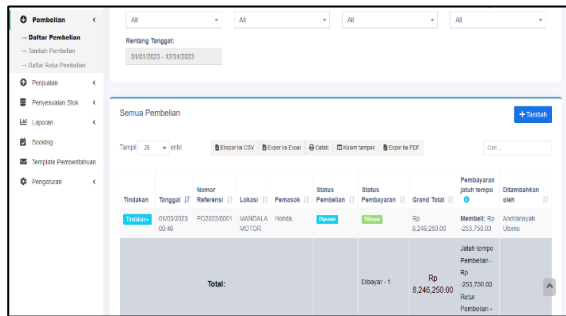 Pembelian
All All All All
→ Daftar Pembelian
→ Tambah Pembelian
→ Daftar Retur Pembelian
Rentang Tanggal:
01/01/2023 - 12/31/2023
Penjualan
Penyesuaian Stok
Laporan
Booking
Template Pemberitahuan
Pengaturan
Semua Pembelian
+ Tambah
Tampil 25 entri
Ekspor ke CSV Ekspor ke Excel Cetak Kolom tampak Ekspor ke PDF
Cari ...
Tindakan Tanggal Nomor Referensi Lokasi Pemasok Status Pembelian Status Pembayaran Grand Total Pembayaran jatuh tempo Ditambahkan oleh
Tindakan 01/03/2023 PO2023/0001 MANDALA Honda, Diterima Dibayar Rp Membeli: Rp Andriansyah
00:46 MOTOR 8,246,250.00 -253,750.00 Utomo
Total:
Dibayar - 1
Rp
8,246,250.00
Jatuh tempo
Pembelian -
Rp
-253,750.00
Retur
Pembelian -